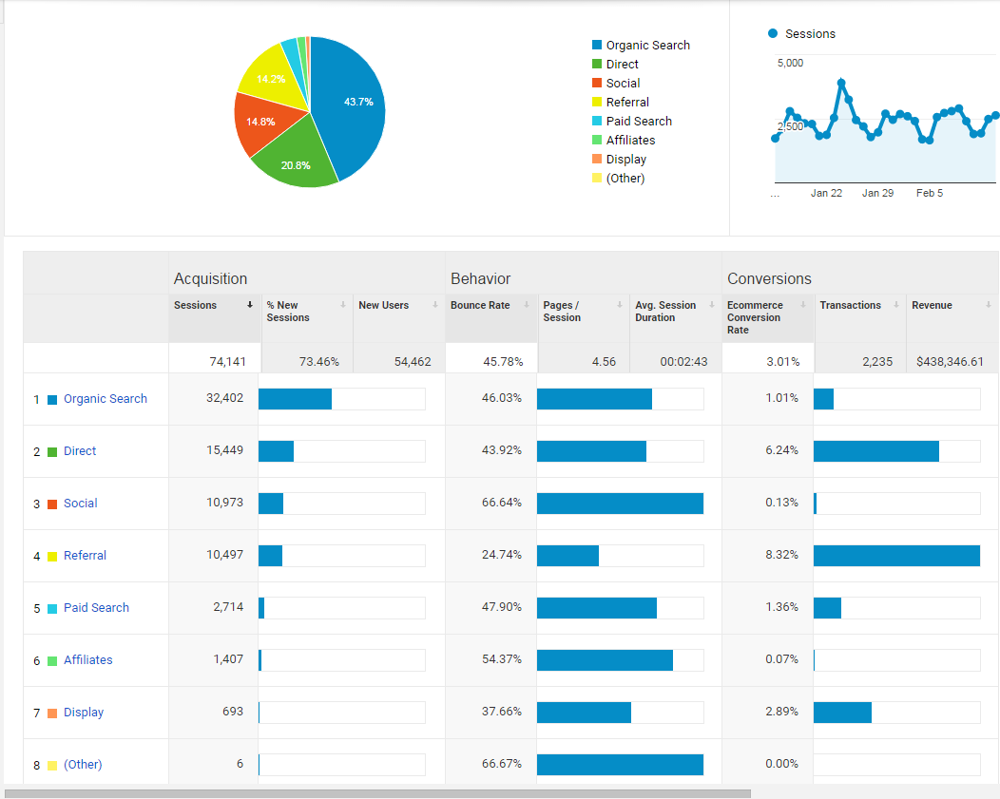 43.7%
20.8%
14.8%
14.2%
Organic Search
Direct
Social
Referral
Paid Search
Affiliates
Display
(Other)
Sessions
5,000
2,500
... Jan 22 Jan 29 Feb 5
Acquisition Behavior Conversions
Sessions % New Sessions New Users Bounce Rate Pages / Session Avg. Session Duration Ecommerce Conversion Rate Transactions Revenue
74,141 73.46% 54,462 45.78% 4.56 00:02:43 3.01% 2,235 $438,346.61
1 Organic Search 32,402 46.03% 1.01%
2 Direct 15,449 43.92% 6.24%
3 Social 10,973 66.64% 0.13%
4 Referral 10,497 24.74% 8.32%
5 Paid Search 2,714 47.90% 1.36%
6 Affiliates 1,407 54.37% 0.07%
7 Display 693 37.66% 2.89%
8 (Other) 6 66.67% 0.00%